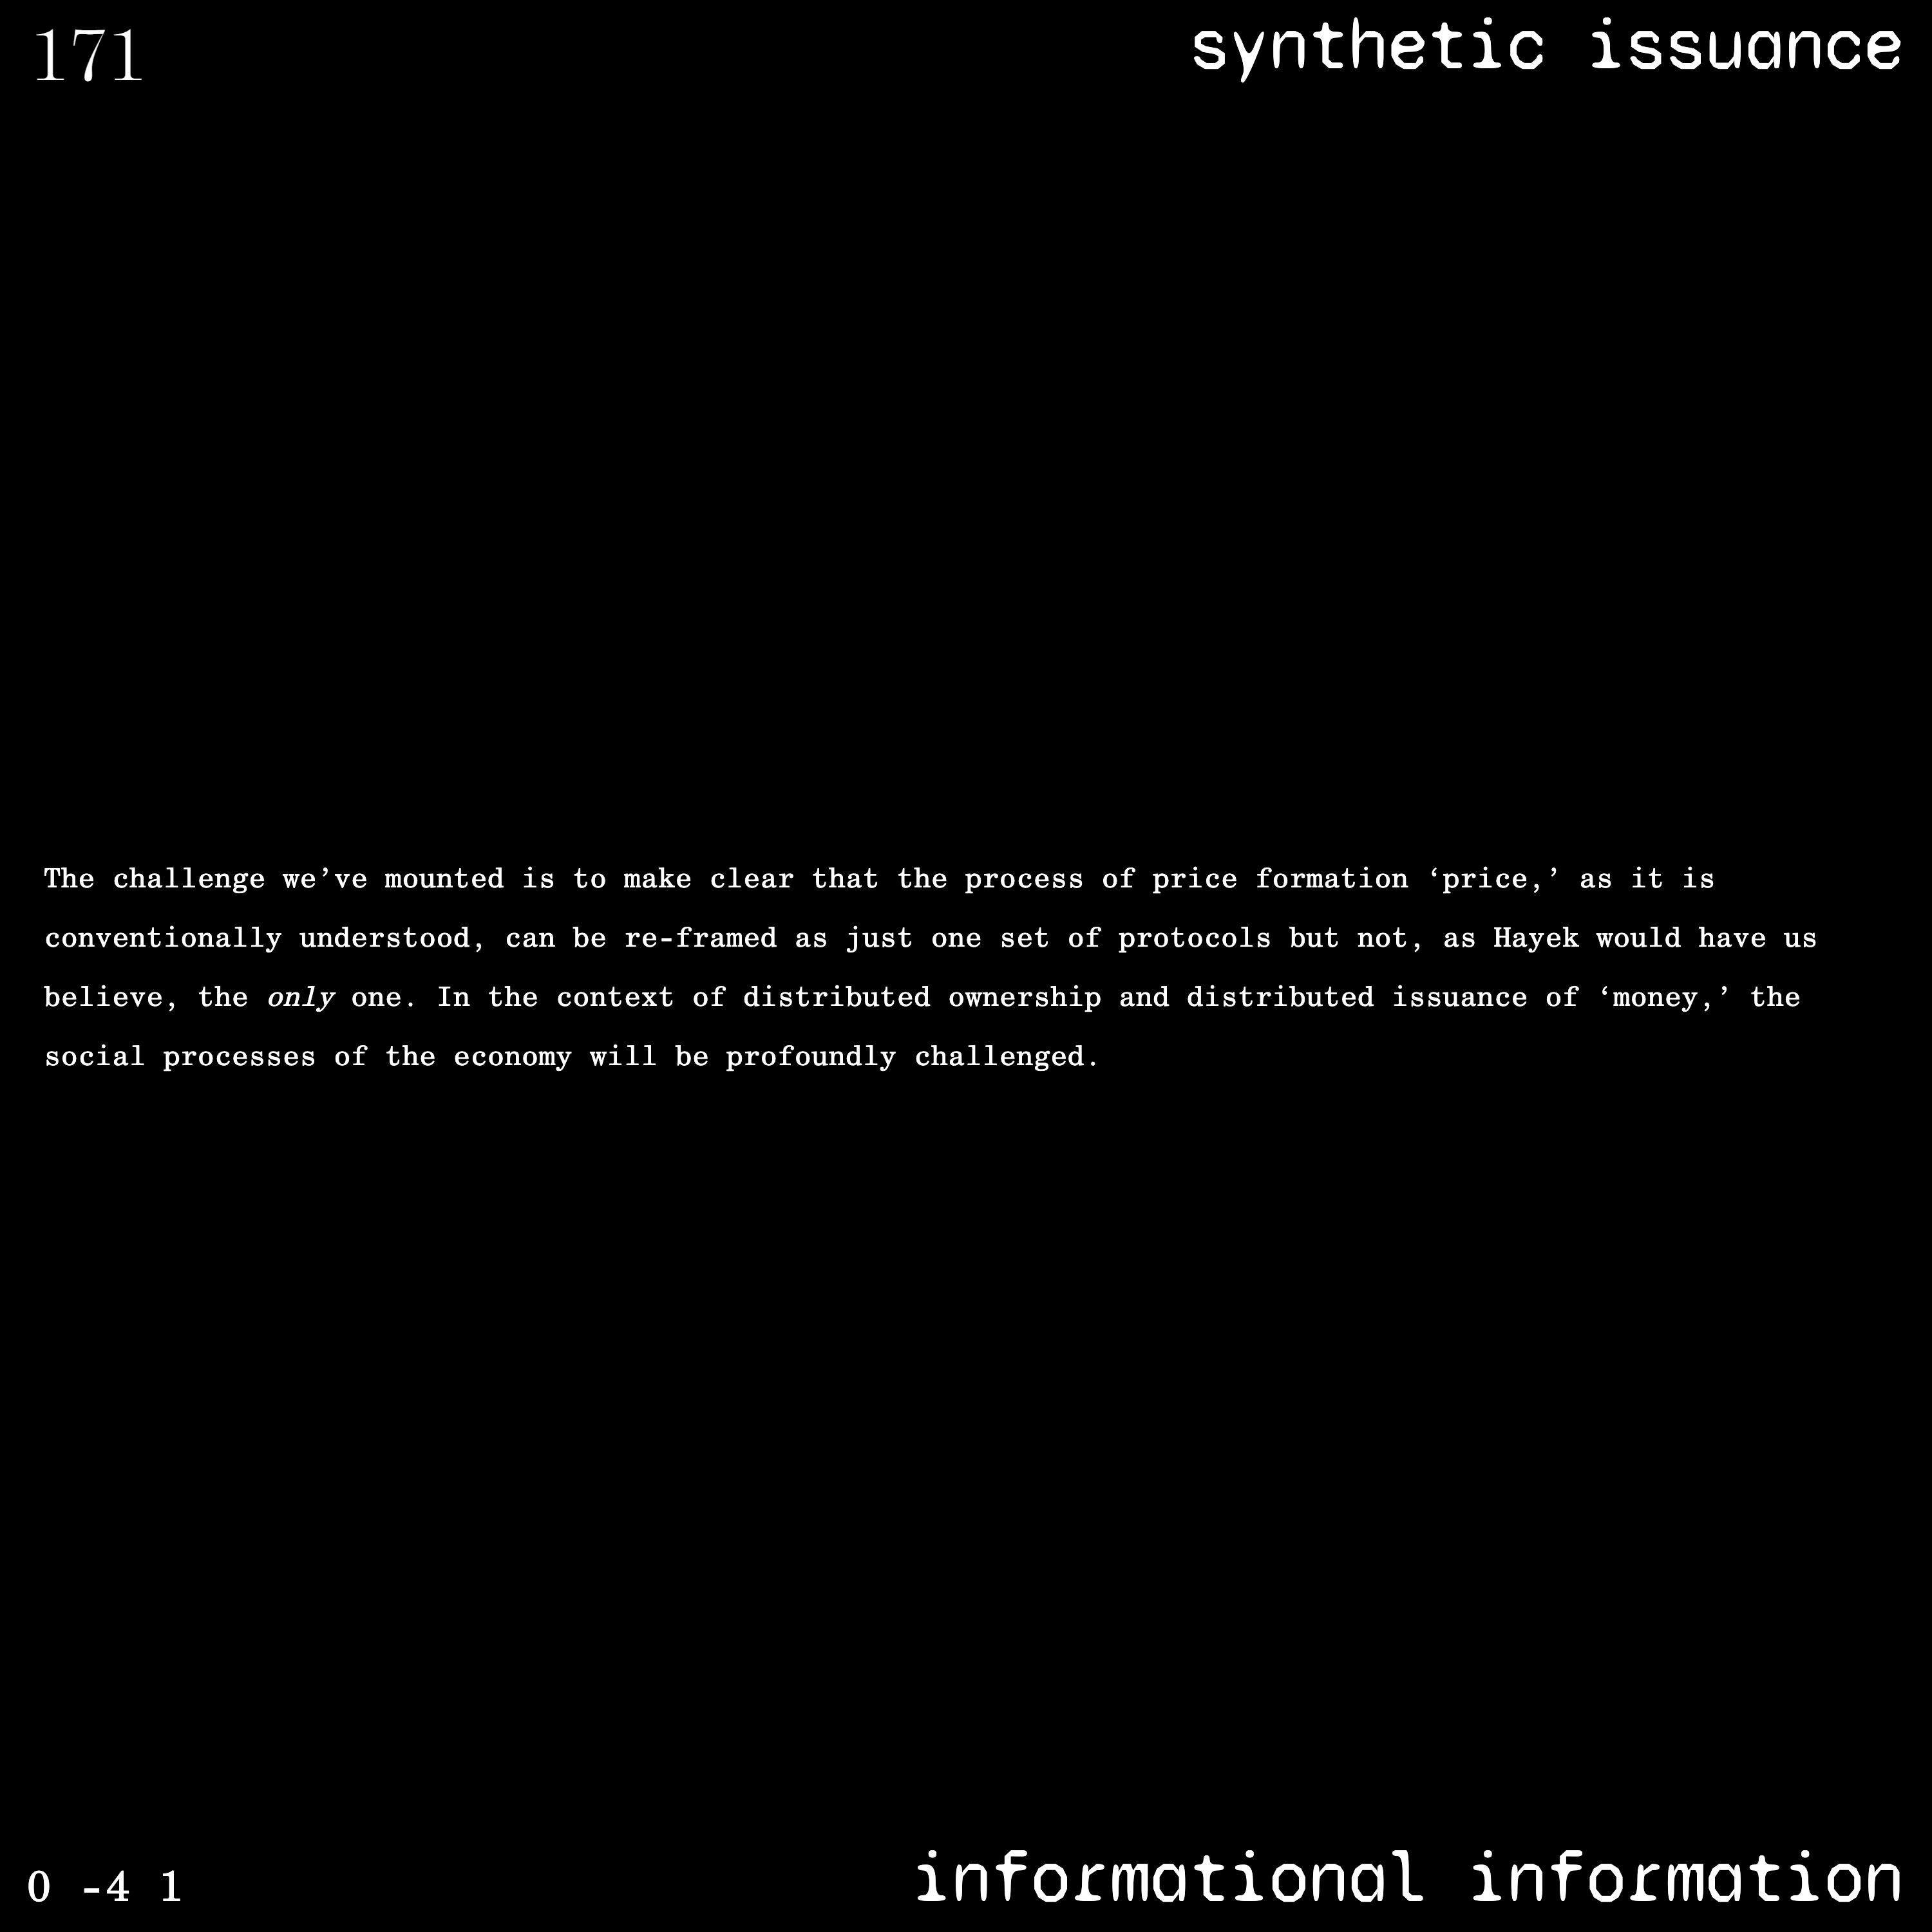 171
synthetic issuance
The challenge we’ve mounted is to make clear that the process of price formation ‘price,’ as it is
conventionally understood, can be re-framed as just one set of protocols but not, as Hayek would have us
believe, the only one. In the context of distributed ownership and distributed issuance of ‘money,’ the
social processes of the economy will be profoundly challenged.
0 -4 1
informational information